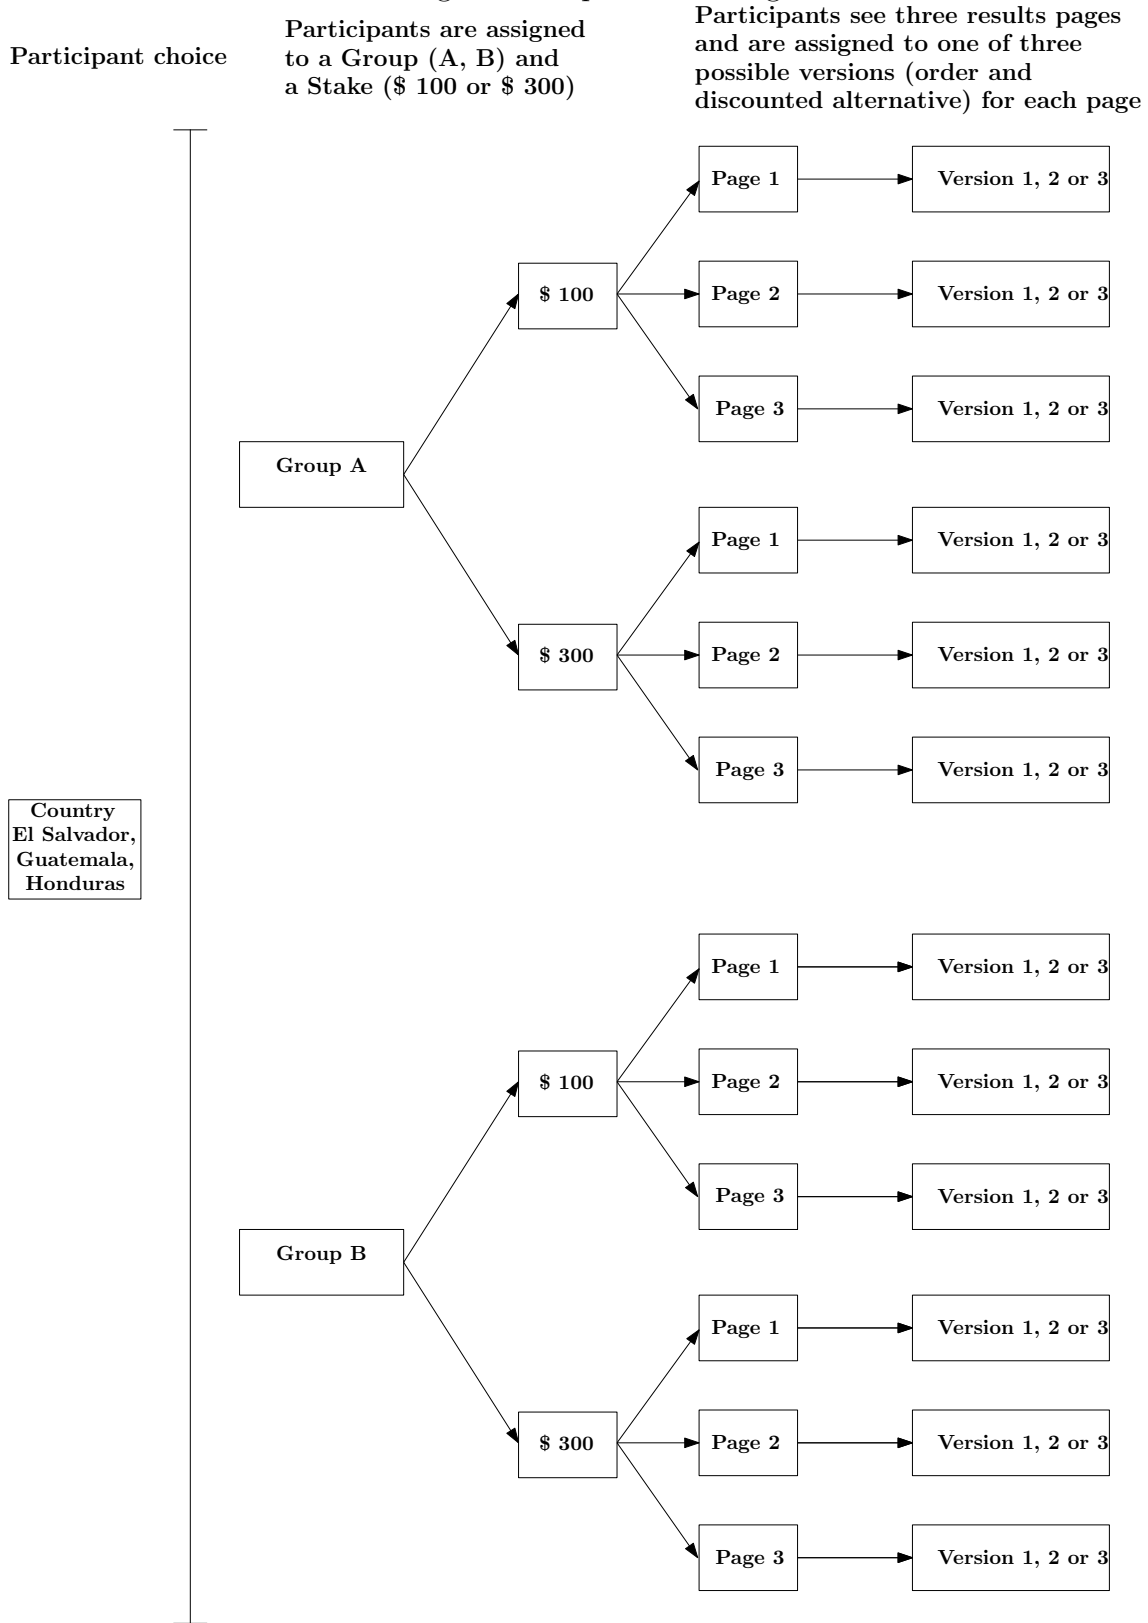 Participant choice
Participants are assigned
to a Group (A, B) and
a Stake ($ 100 or $ 300)
Participants see three results pages
and are assigned to one of three
possible versions (order and
discounted alternative) for each page
Page 1
Version 1, 2 or 3
$ 100
Page 2
Version 1, 2 or 3
Page 3
Version 1, 2 or 3
Group A
Page 1
Version 1, 2 or 3
$ 300
Page 2
Version 1, 2 or 3
Page 3
Version 1, 2 or 3
Country
El Salvador,
Guatemala,
Honduras
Page 1
Version 1, 2 or 3
$ 100
Page 2
Version 1, 2 or 3
Page 3
Version 1, 2 or 3
Group B
Page 1
Version 1, 2 or 3
$ 300
Page 2
Version 1, 2 or 3
Page 3
Version 1, 2 or 3